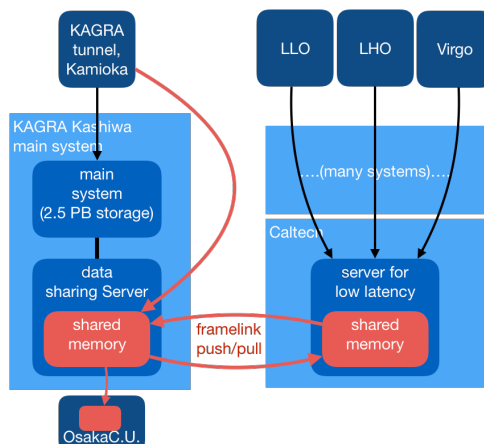 KAGRA
tunnel,
Kamioka
LLO
LHO
Virgo
KAGRA Kashiwa
main system
main
system
(2.5 PB storage)
....(many systems)....
Caltech
data
sharing Server
shared
memory
framelink
push/pull
server for
low latency
shared
memory
OsakaC.U.